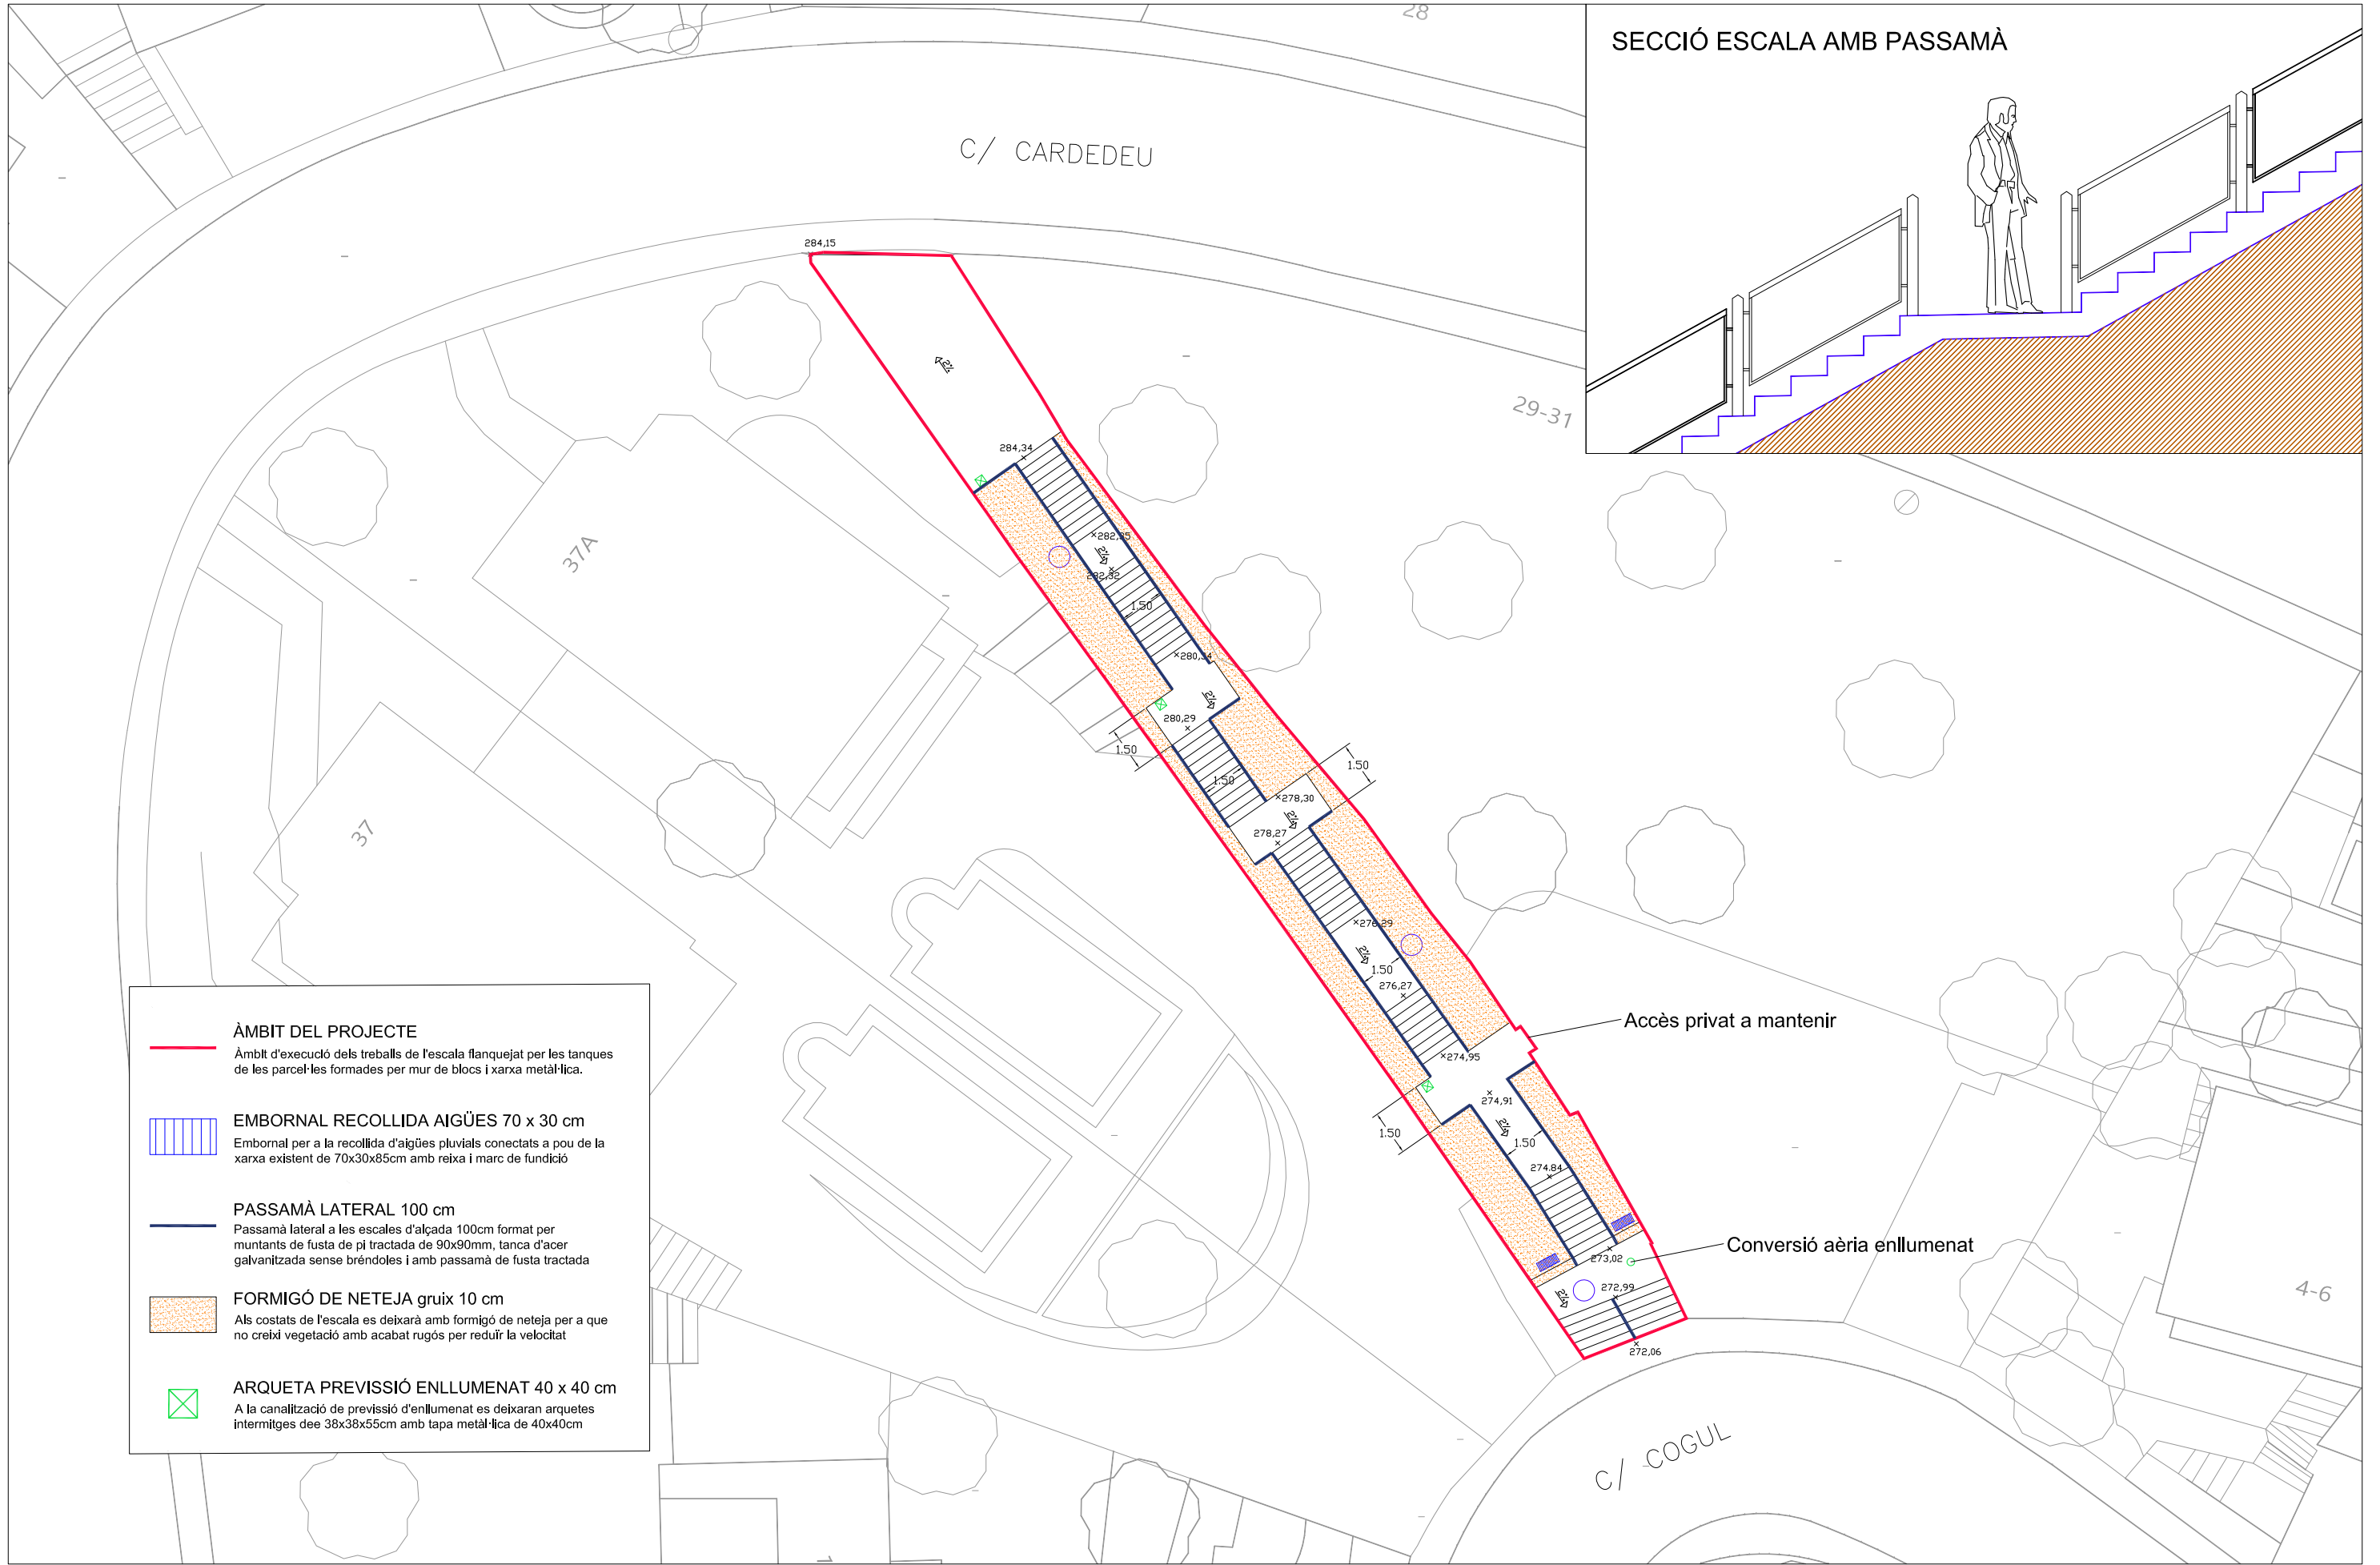 28
SECCIÓ ESCALA AMB PASSAMÀ
C/ CARDEDEU
284,15
2%
29-31
284,34
37A
282,35
2%
282,32
1.50
280,34
2%
280,29
1.50
1.50
1.50
278,30
2%
278,27
37
276,29
2%
1.50
276,27
Accès privat a mantenir
274,95
274,91
1.50
2%
1.50
274.84
Conversió aèria enllumenat
273,02
272,99
2%
4-6
272,06
C/ COGUL
ÀMBIT DEL PROJECTE
Àmbit d'execució dels treballs de l'escala flanquejat per les tanques
de les parcel·les formades per mur de blocs i xarxa metàl·lica.
EMBORNAL RECOLLIDA AIGÜES 70 x 30 cm
Embornal per a la recollida d'aigües pluvials conectats a pou de la
xarxa existent de 70x30x85cm amb reixa i marc de fundició
PASSAMÀ LATERAL 100 cm
Passamà lateral a les escales d'alçada 100cm format per
muntants de fusta de pi tractada de 90x90mm, tanca d'acer
galvanitzada sense bréndoles i amb passamà de fusta tractada
FORMIGÓ DE NETEJA gruix 10 cm
Als costats de l'escala es deixarà amb formigó de neteja per a que
no creixi vegetació amb acabat rugós per reduïr la velocitat
ARQUETA PREVISSIÓ ENLLUMENAT 40 x 40 cm
A la canalització de previssió d'enllumenat es deixaran arquetes
intermitges dee 38x38x55cm amb tapa metàl·lica de 40x40cm